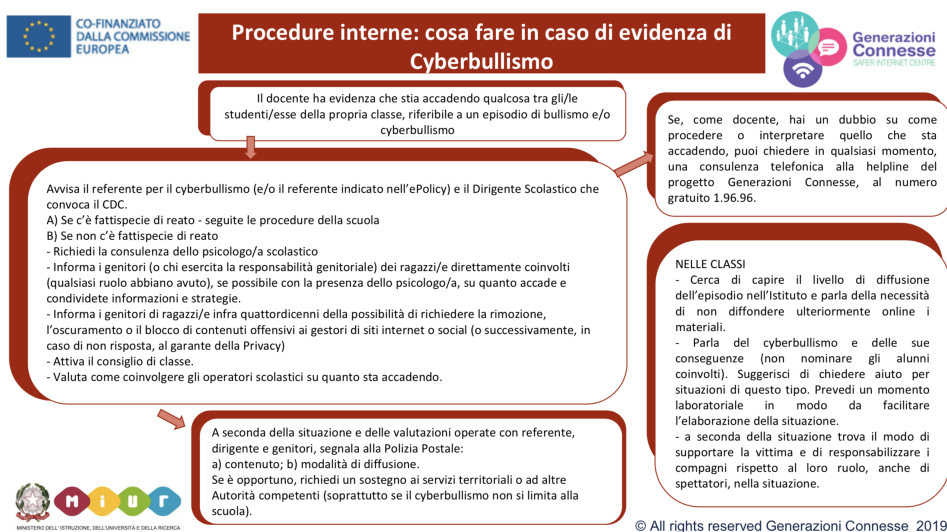 CO-FINANZIATO
DALLA COMMISSIONE
EUROPEA
Procedure interne: cosa fare in caso di evidenza di
Cyberbullismo
Generazioni
Connesse
SAFER INTERNET CENTRE
Il docente ha evidenza che stia accadendo qualcosa tra gli/le
studenti/esse della propria classe, riferibile a un episodio di bullismo e/o
cyberbullismo
Se, come docente, hai un dubbio su come
procedere o interpretare quello che sta
accadendo, puoi chiedere in qualsiasi momento,
una consulenza telefonica alla helpline del
progetto Generazioni Connesse, al numero
gratuito 1.96.96.
Avvisa il referente per il cyberbullismo (e/o il referente indicato nell'ePolicy) e il Dirigente Scolastico che
convoca il CDC.
A) Se c'è fattispecie di reato - seguite le procedure della scuola
B) Se non c'è fattispecie di reato
- Richiedi la consulenza dello psicologo/a scolastico
- Informa i genitori (o chi esercita la responsabilità genitoriale) dei ragazzi/e direttamente coinvolti
(qualsiasi ruolo abbiano avuto), se possibile con la presenza dello psicologo/a, su quanto accade e
condividete informazioni e strategie.
- Informa i genitori di ragazzi/e infra quattordicenni della possibilità di richiedere la rimozione,
l'oscuramento o il blocco di contenuti offensivi ai gestori di siti internet o social (o successivamente, in
caso di non risposta, al garante della Privacy)
- Attiva il consiglio di classe.
- Valuta come coinvolgere gli operatori scolastici su quanto sta accadendo.
NELLE CLASSI
- Cerca di capire il livello di diffusione
dell'episodio nell'Istituto e parla della necessità
di non diffondere ulteriormente online i
materiali.
- Parla del cyberbullismo e delle sue
conseguenze (non nominare gli alunni
coinvolti). Suggerisci di chiedere aiuto per
situazioni di questo tipo. Prevedi un momento
laboratoriale in modo da facilitare
l'elaborazione della situazione.
- a seconda della situazione trova il modo di
supportare la vittima e di responsabilizzare i
compagni rispetto al loro ruolo, anche di
spettatori, nella situazione.
A seconda della situazione e delle valutazioni operate con referente,
dirigente e genitori, segnala alla Polizia Postale:
a) contenuto; b) modalità di diffusione.
Se è opportuno, richiedi un sostegno ai servizi territoriali o ad altre
Autorità competenti (soprattutto se il cyberbullismo non si limita alla
scuola).
miur
MINISTERO DELL'ISTRUZIONE, DELL'UNIVERSITÀ E DELLA RICERCA
© All rights reserved Generazioni Connesse 2019